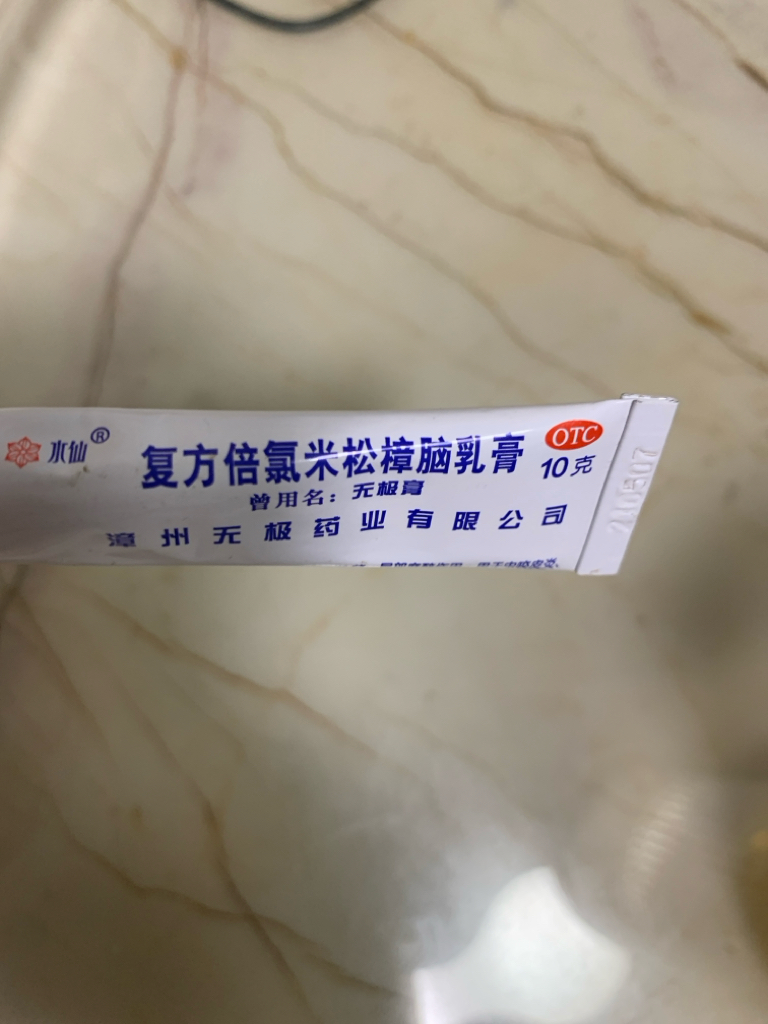 水仙®
复方倍氯米松樟脑乳膏
OTC
10克
曾用名：无极膏
漳州无极药业有限公司